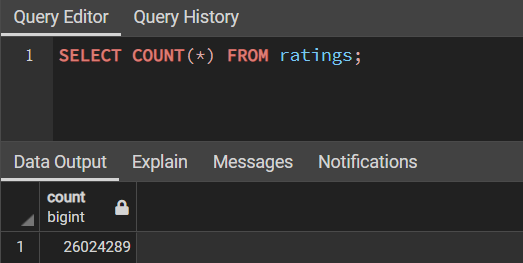 Query Editor Query History
1 SELECT COUNT(*) FROM ratings;
Data Output Explain Messages Notifications
count
bigint
1 26024289